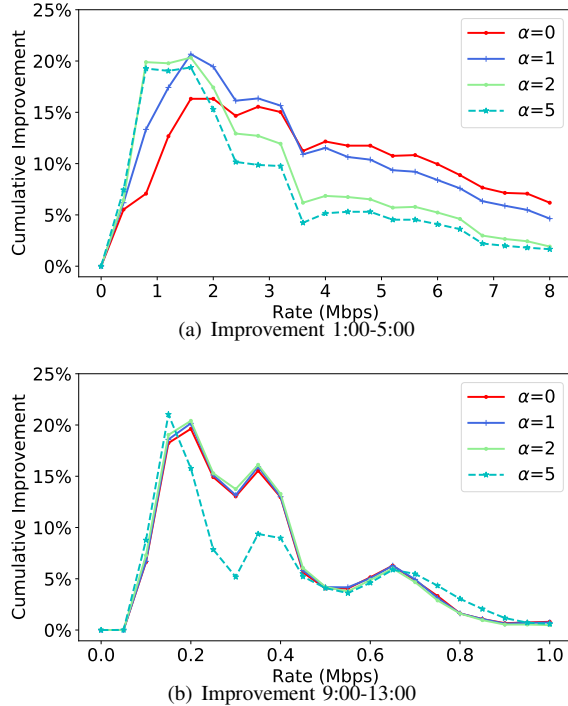 25%
20%
15%
10%
5%
0%
Cumulative Improvement
α=0
α=1
α=2
α=5
0 1 2 3 4 5 6 7 8
Rate (Mbps)
(a) Improvement 1:00-5:00
25%
20%
15%
10%
5%
0%
Cumulative Improvement
α=0
α=1
α=2
α=5
0.0 0.2 0.4 0.6 0.8 1.0
Rate (Mbps)
(b) Improvement 9:00-13:00